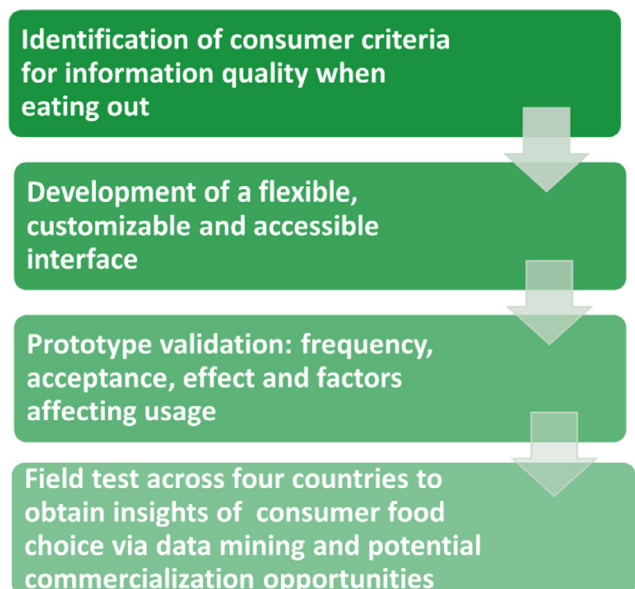 Identification of consumer criteria
for information quality when
eating out
Development of a flexible,
customizable and accessible
interface
Prototype validation: frequency,
acceptance, effect and factors
affecting usage
Field test across four countries to
obtain insights of  consumer food
choice via data mining and potential
commercialization opportunities